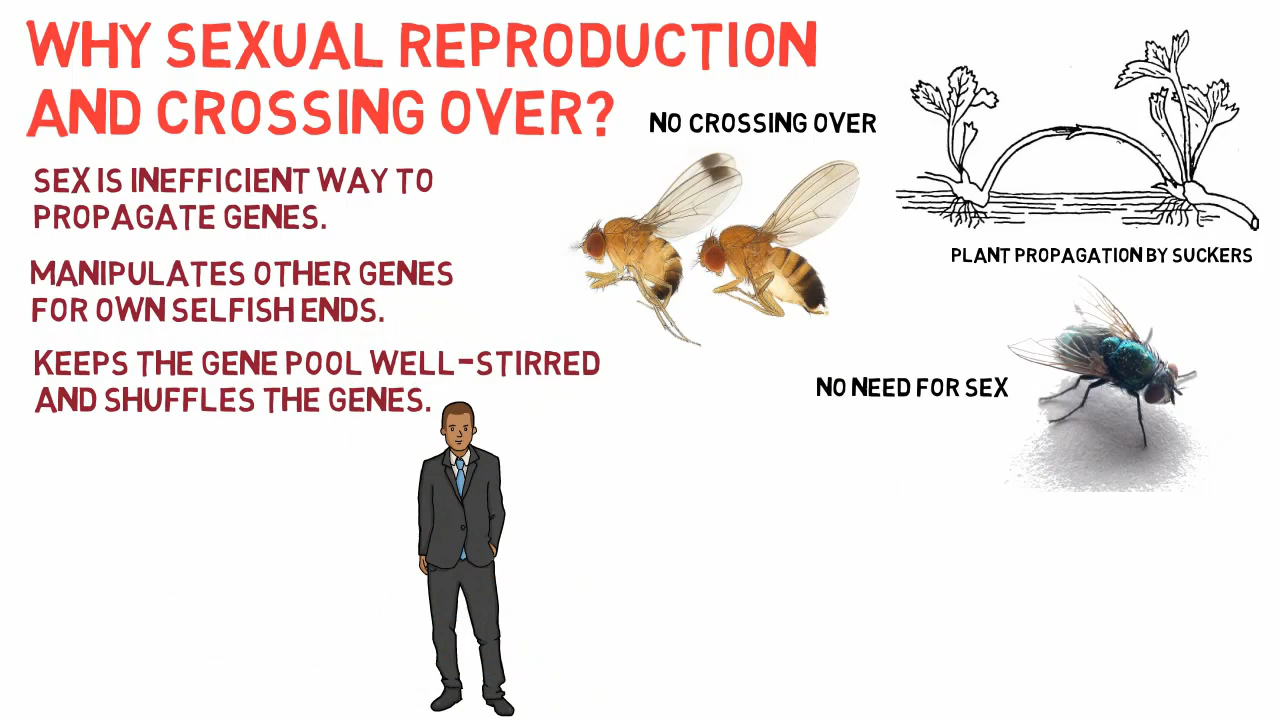 WHY SEXUAL REPRODUCTION
AND CROSSING OVER?
SEX IS INEFFICIENT WAY TO
PROPAGATE GENES.
MANIPULATES OTHER GENES
FOR OWN SELFISH ENDS.
KEEPS THE GENE POOL WELL-STIRRED
AND SHUFFLES THE GENES.
NO CROSSING OVER
PLANT PROPAGATION BY SUCKERS
NO NEED FOR SEX